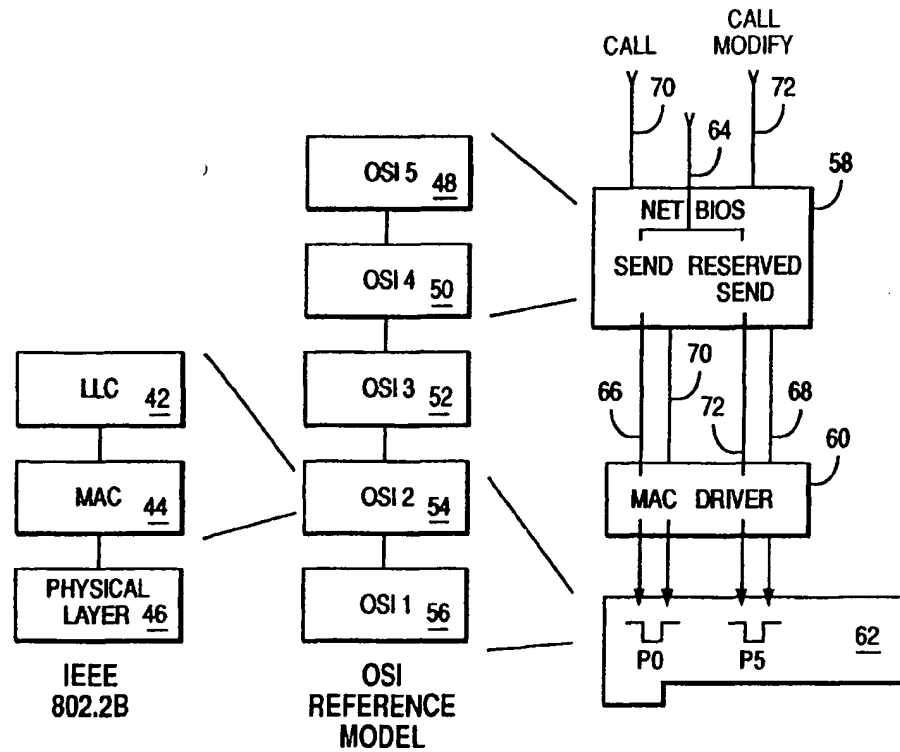 CALL
CALL
MODIFY
70
72
64
58
NET BIOS
SEND RESERVED
SEND
66
70
72
68
60
MAC DRIVER
P0 P5 62
OSI 5 48
OSI 4 50
OSI 3 52
OSI 2 54
OSI 1 56
OSI
REFERENCE
MODEL
LLC 42
MAC 44
PHYSICAL
LAYER 46
IEEE
802.2B